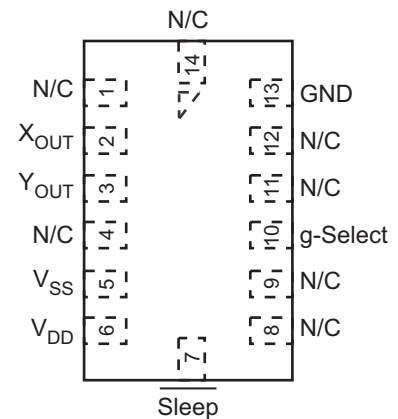 N/C
14
N/C 1 13 GND
XOUT 2 12 N/C
YOUT 3 11 N/C
N/C 4 10 g-Select
VSS 5 9 N/C
VDD 6 8 N/C
7
Sleep